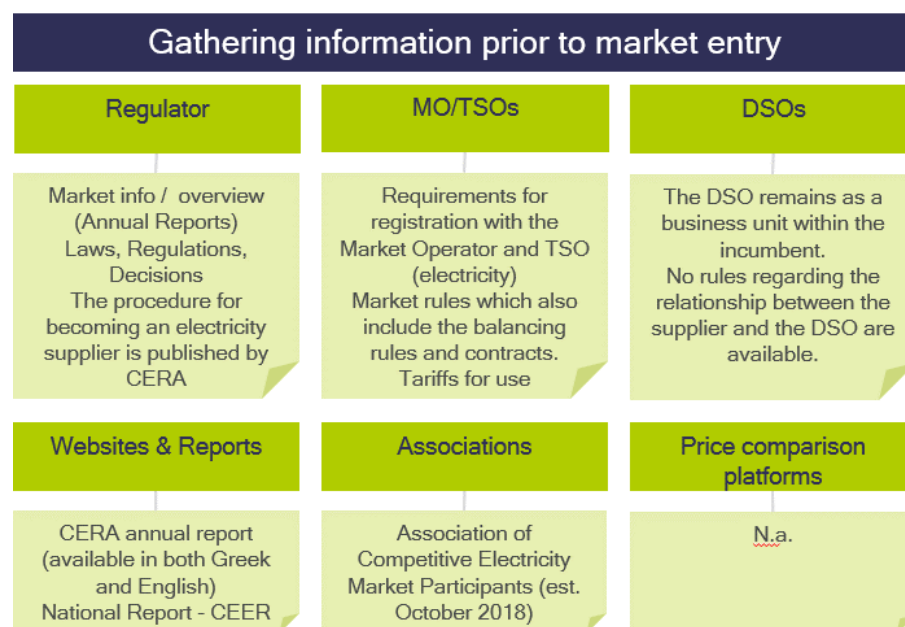 Gathering information prior to market entry
Regulator
Market info / overview
(Annual Reports)
Laws, Regulations,
Decisions
The procedure for
becoming an electricity
supplier is published by
CERA
MO/TSOs
Requirements for
registration with the
Market Operator and TSO
(electricity)
Market rules which also
include the balancing
rules and contracts.
Tariffs for use
DSOs
The DSO remains as a
business unit within the
incumbent.
No rules regarding the
relationship between the
supplier and the DSO are
available.
Websites & Reports
CERA annual report
(available in both Greek
and English)
National Report - CEER
Associations
Association of
Competitive Electricity
Market Participants (est.
October 2018)
Price comparison
platforms
N.a.